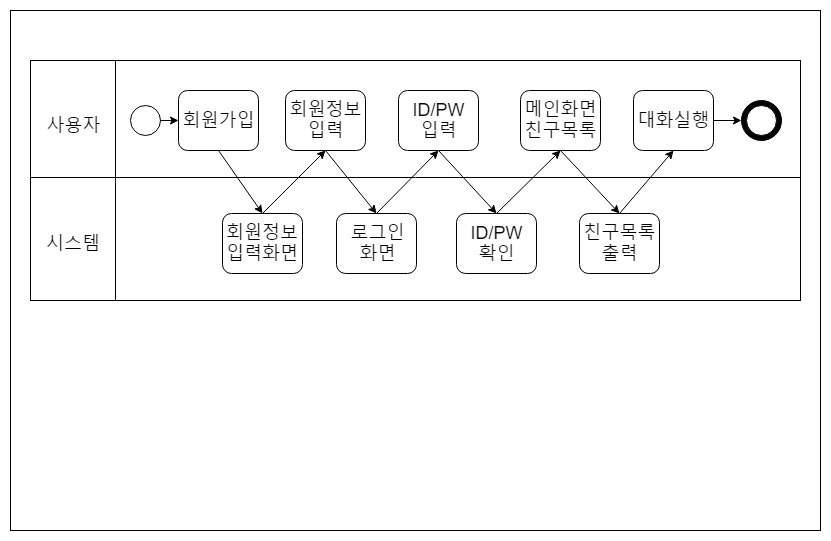 사용자
회원가입
회원정보
입력
ID/PW
입력
메인화면
친구목록
대화실행
시스템
회원정보
입력화면
로그인
화면
ID/PW
확인
친구목록
출력